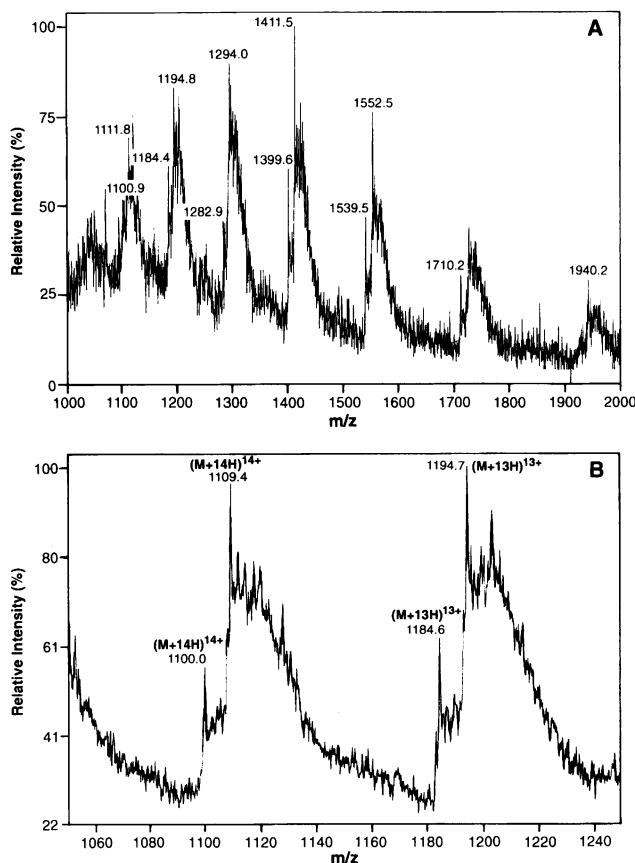 A
Relative Intensity (%)
100
75
50
25
0
1111.8
1100.9
1184.4
1194.8
1282.9
1294.0
1399.6
1411.5
1539.5
1552.5
1710.2
1940.2
1000 1100 1200 1300 1400 1500 1600 1700 1800 1900 2000
m/z
B
Relative Intensity (%)
100
80
61
41
22
(M+14H)14+
1109.4
(M+14H)14+
1100.0
1194.7 (M+13H)13+
(M+13H)13+
1184.6
1060 1080 1100 1120 1140 1160 1180 1200 1220 1240
m/z